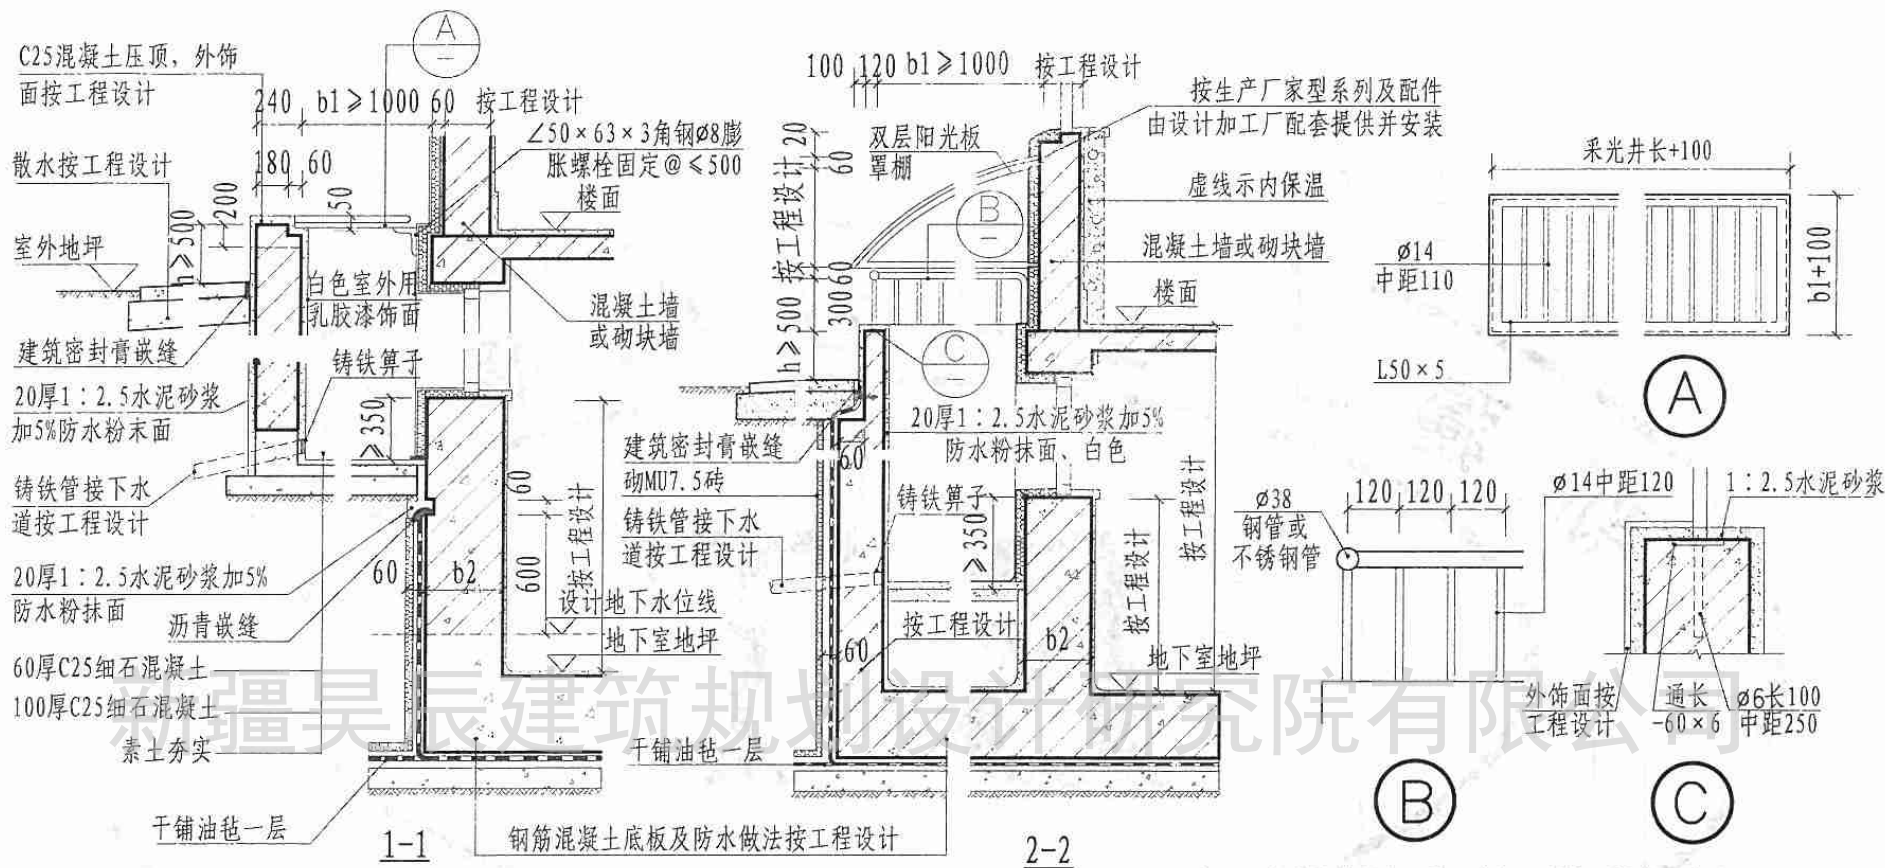 C25混凝土压顶, 外饰
面按工程设计
A
240 b1≥1000 60 按工程设计
∠50×63×3角钢ø8膨
胀螺栓固定@≤500
楼面
散水按工程设计
180 60
50
200
h≥500
室外地坪
白色室外用
乳胶漆饰面
混凝土墙
或砌块墙
建筑密封膏嵌缝
铸铁箅子
20厚1:2.5水泥砂浆
加5%防水粉末面
≥350
铸铁管接下水
道按工程设计
60
按工程设计
20厚1:2.5水泥砂浆加5%
防水粉抹面
60 b2 600
设计地下水位线
沥青嵌缝
地下室地坪
60厚C25细石混凝土
100厚C25细石混凝土
素土夯实
干铺油毡一层
1-1
钢筋混凝土底板及防水做法按工程设计
100 120 b1≥1000 按工程设计
按生产厂家型系列及配件
由设计加工厂配套提供并安装
20
60
双层阳光板
罩棚
按工程设计
虚线示内保温
B
混凝土墙或砌块墙
60
300
楼面
h≥500
C
20厚1:2.5水泥砂浆加5%
防水粉抹面、白色
建筑密封膏嵌缝
砌MU7.5砖
60
铸铁箅子
铸铁管接下水
道按工程设计
≥350
按工程设计
按工程设计
按工程设计
60 b2
地下室地坪
干铺油毡一层
2-2
采光井长+100
ø14
中距110
b1+100
L50×5
A
ø38
钢管或
不锈钢管
120 120 120
ø14中距120
B
1:2.5水泥砂浆
外饰面按
工程设计
通长
-60×6
ø6长100
中距250
C
新疆昊辰建筑规划设计研究院有限公司